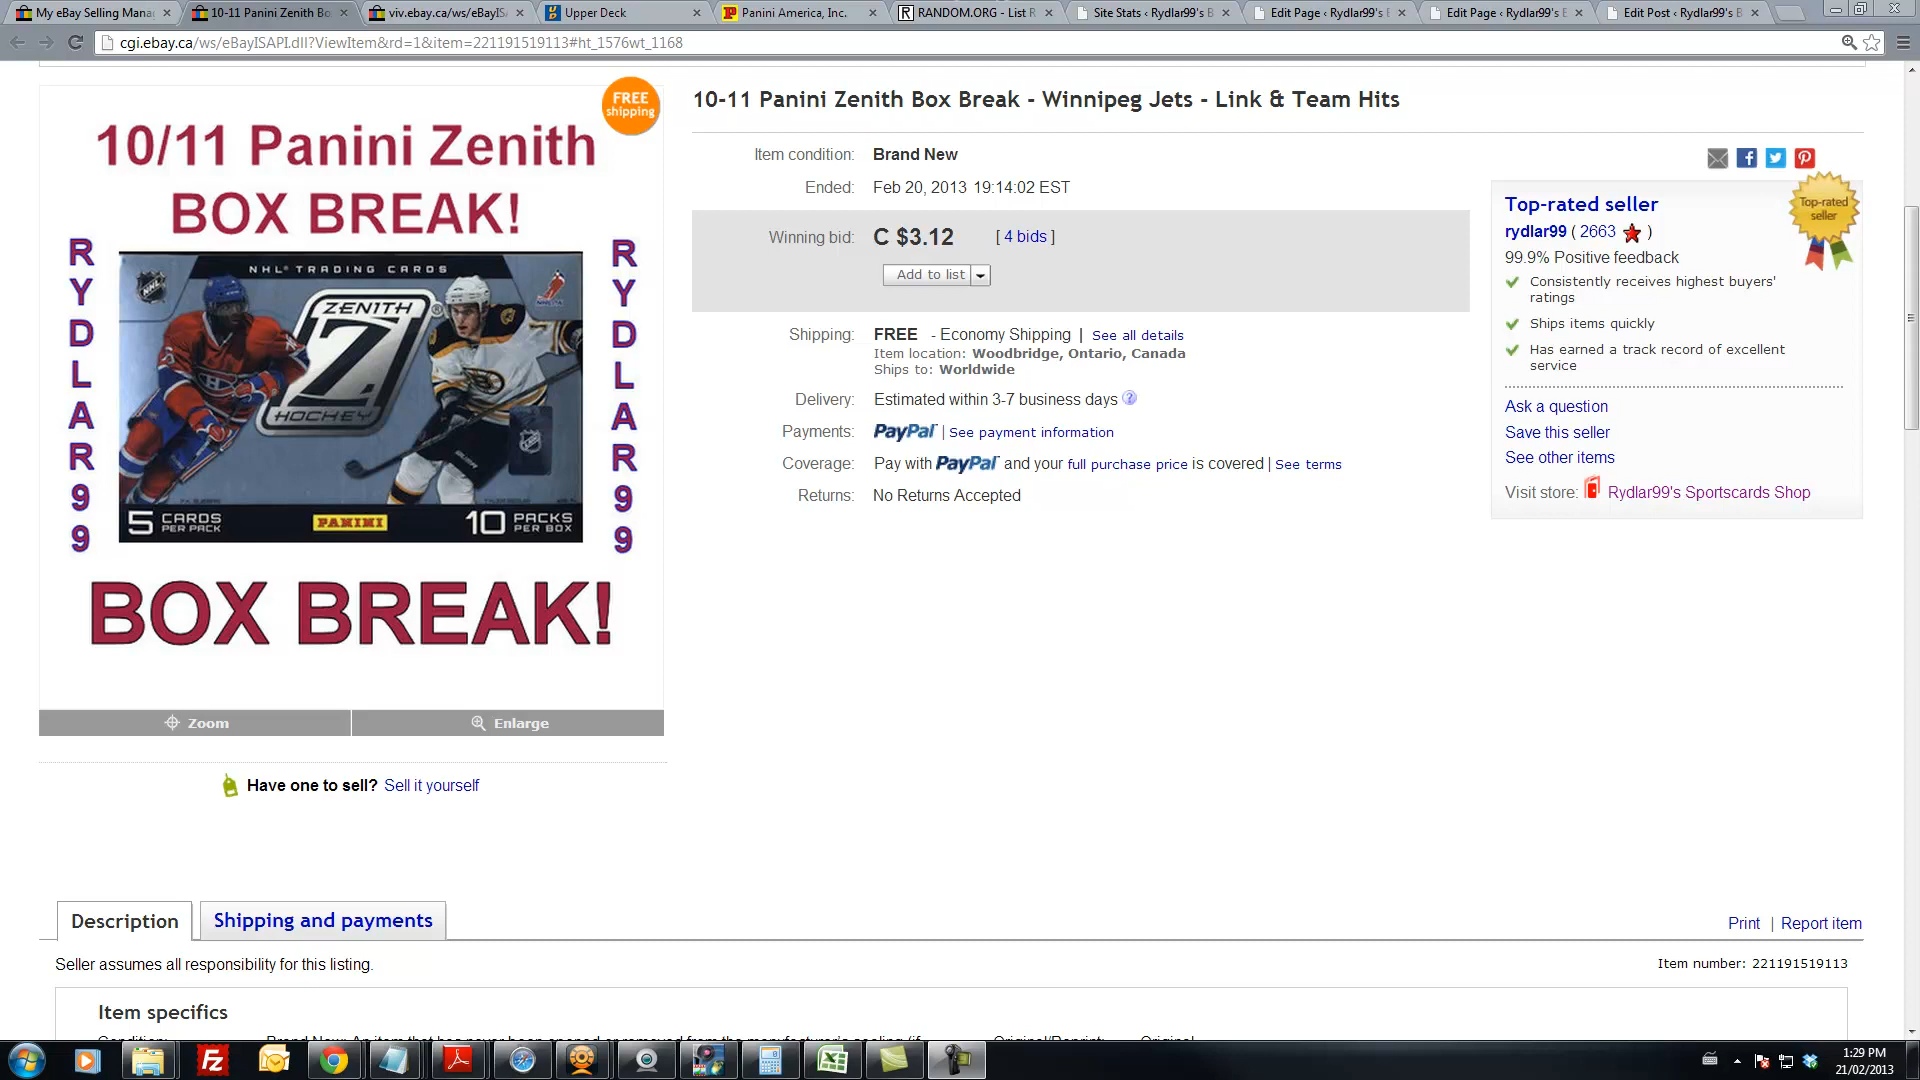 My eBay Selling Mana
10-11 Panini Zenith Bo
viv.ebay.ca/ws/eBayIS
Upper Deck
Panini America, Inc.
RANDOM.ORG - List R
Site Stats ‹ Rydlar99's B
Edit Page ‹ Rydlar99's B
Edit Page ‹ Rydlar99's B
Edit Post ‹ Rydlar99's B
cgi.ebay.ca/ws/eBayISAPI.dll?ViewItem&rd=1&item=221191519113#ht_1576wt_1168
FREE
shipping
10/11 Panini Zenith
BOX BREAK!
RYDLAR99
NHL® TRADING CARDS
ZENITH
Z
HOCKEY
5 CARDS PER PACK
PANINI
10 PACKS PER BOX
RYDLAR99
BOX BREAK!
Zoom
Enlarge
Have one to sell? Sell it yourself
10-11 Panini Zenith Box Break - Winnipeg Jets - Link & Team Hits
Item condition: Brand New
Ended: Feb 20, 2013 19:14:02 EST
Winning bid: C $3.12 [ 4 bids ]
Add to list
Shipping: FREE - Economy Shipping | See all details
Item location: Woodbridge, Ontario, Canada
Ships to: Worldwide
Delivery: Estimated within 3-7 business days
Payments: PayPal | See payment information
Coverage: Pay with PayPal and your full purchase price is covered | See terms
Returns: No Returns Accepted
Top-rated seller
Top-rated
seller
rydlar99 ( 2663 )
99.9% Positive feedback
Consistently receives highest buyers'
ratings
Ships items quickly
Has earned a track record of excellent
service
Ask a question
Save this seller
See other items
Visit store: Rydlar99's Sportscards Shop
Description
Shipping and payments
Print | Report item
Seller assumes all responsibility for this listing.
Item number: 221191519113
Item specifics
1:29 PM
21/02/2013